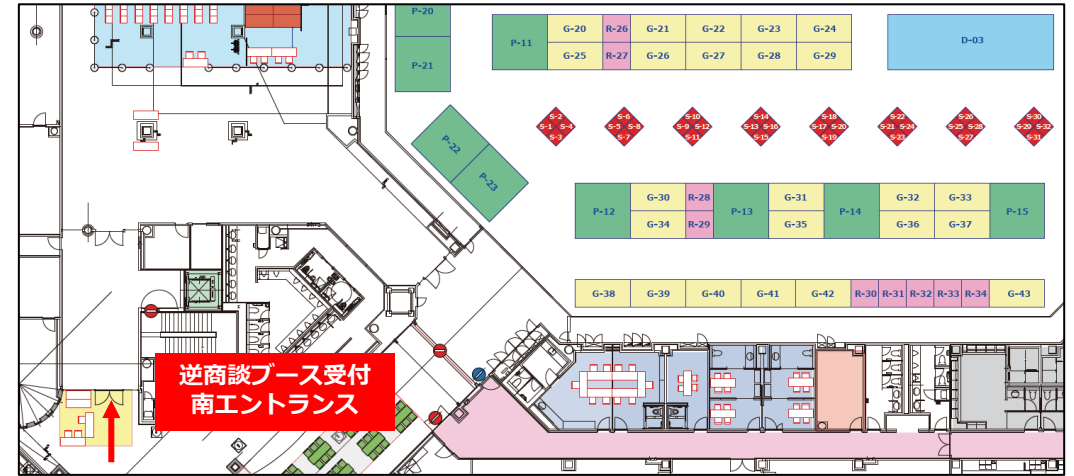 P-20
P-21
P-11
G-20 R-26 G-21 G-22 G-23 G-24
G-25 R-27 G-26 G-27 G-28 G-29
D-03
S-2
S-1 S-4
S-3
S-6
S-5 S-8
S-7
S-10
S-9 S-12
S-11
S-14
S-13 S-16
S-15
S-18
S-17 S-20
S-19
S-22
S-21 S-24
S-23
S-26
S-25 S-28
S-27
S-30
S-29 S-32
S-31
P-22
P-23
P-12
G-30 R-28
G-34 R-29
P-13
G-31
G-35
P-14
G-32 G-33
G-36 G-37
P-15
G-38 G-39 G-40 G-41 G-42 R-30 R-31 R-32 R-33 R-34 G-43
逆商談ブース受付
南エントランス